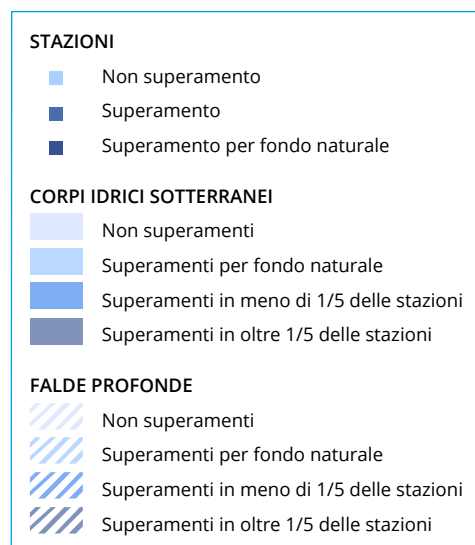 STAZIONI
Non superamento
Superamento
Superamento per fondo naturale
CORPI IDRICI SOTTERRANEI
Non superamenti
Superamenti per fondo naturale
Superamenti in meno di 1/5 delle stazioni
Superamenti in oltre 1/5 delle stazioni
FALDE PROFONDE
Non superamenti
Superamenti per fondo naturale
Superamenti in meno di 1/5 delle stazioni
Superamenti in oltre 1/5 delle stazioni